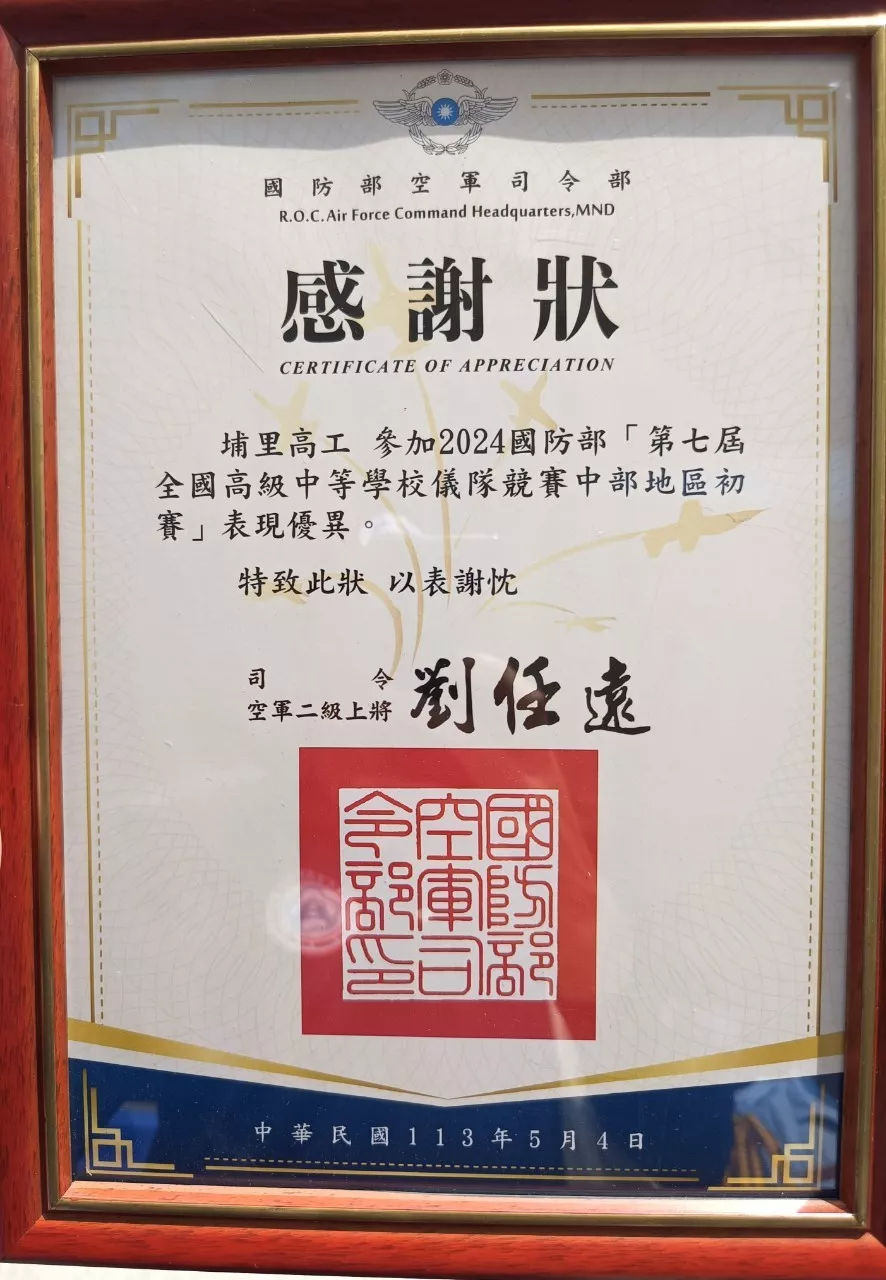 國防部空軍司令部
R.O.C. Air Force Command Headquarters,MND
感謝狀
CERTIFICATE OF APPRECIATION
埔里高工 參加2024國防部「第七屆
全國高級中等學校儀隊競賽中部地區初
賽」表現優異。
特致此狀 以表謝忱
司令
空軍二級上將 劉任遠
國防部
空軍司
令部印
中華民國113年5月4日